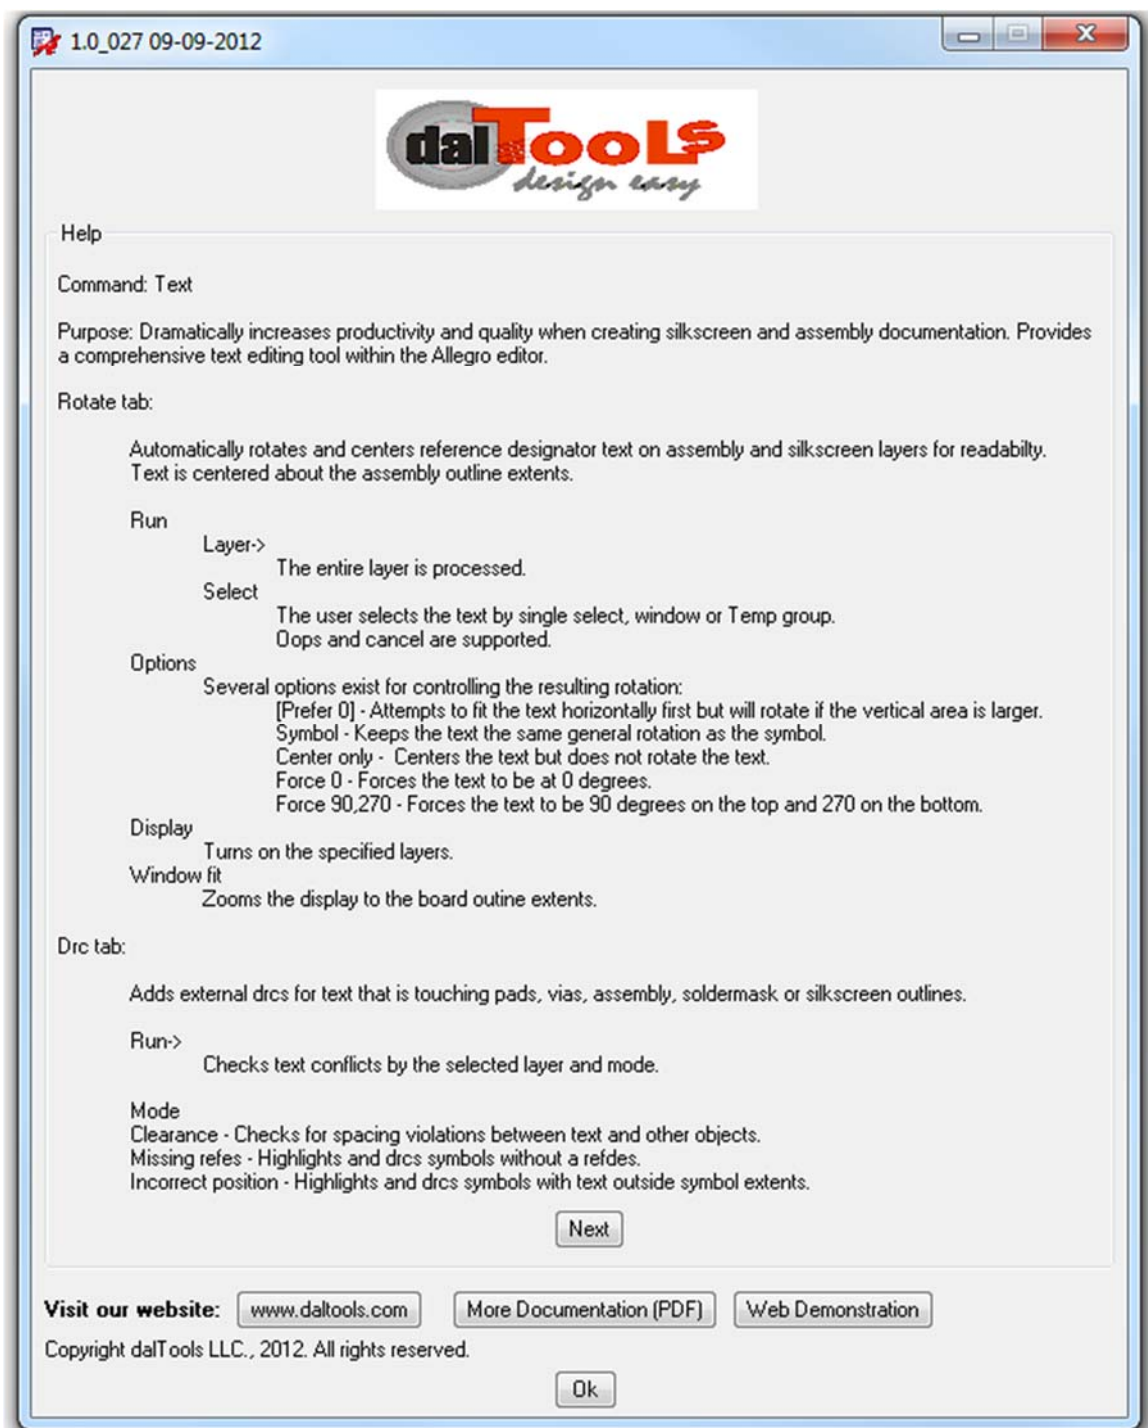 1.0_027 09-09-2012
dalTooLs
design easy
Help
Command: Text
Purpose: Dramatically increases productivity and quality when creating silkscreen and assembly documentation. Provides
a comprehensive text editing tool within the Allegro editor.
Rotate tab:
Automatically rotates and centers reference designator text on assembly and silkscreen layers for readabilty.
Text is centered about the assembly outline extents.
Run
Layer->
The entire layer is processed.
Select
The user selects the text by single select, window or Temp group.
Oops and cancel are supported.
Options
Several options exist for controlling the resulting rotation:
[Prefer 0] - Attempts to fit the text horizontally first but will rotate if the vertical area is larger.
Symbol - Keeps the text the same general rotation as the symbol.
Center only -  Centers the text but does not rotate the text.
Force 0 - Forces the text to be at 0 degrees.
Force 90,270 - Forces the text to be 90 degrees on the top and 270 on the bottom.
Display
Turns on the specified layers.
Window fit
Zooms the display to the board outine extents.
Drc tab:
Adds external drcs for text that is touching pads, vias, assembly, soldermask or silkscreen outlines.
Run->
Checks text conflicts by the selected layer and mode.
Mode
Clearance - Checks for spacing violations between text and other objects.
Missing refes - Highlights and drcs symbols without a refdes.
Incorrect position - Highlights and drcs symbols with text outside symbol extents.
Next
Visit our website: www.daltools.com More Documentation (PDF) Web Demonstration
Copyright dalTools LLC., 2012. All rights reserved.
Ok